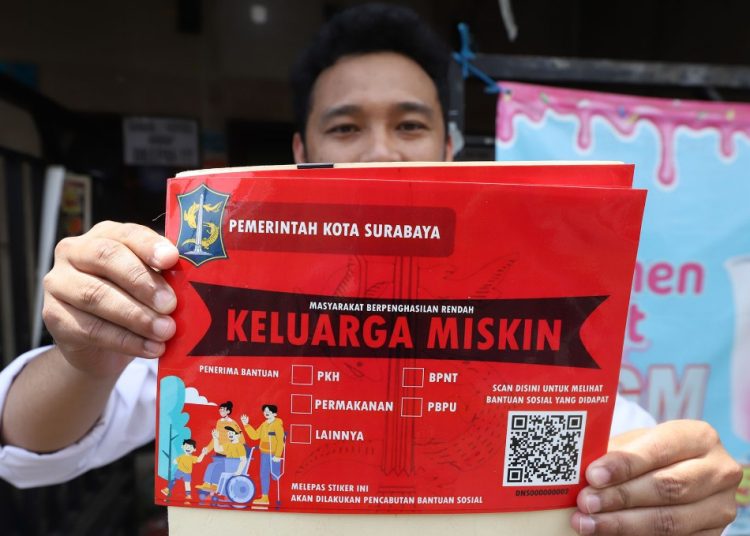 PEMERINTAH KOTA SURABAYA
MASYARAKAT BERPENGHASILAN RENDAH
KELUARGA MISKIN
PENERIMA BANTUAN
PKH
BPNT
PERMAKANAN
PBPU
LAINNYA
SCAN DISINI UNTUK MELIHAT
BANTUAN SOSIAL YANG DIDAPAT
DNS000000002
MELEPAS STIKER INI
AKAN DILAKUKAN PENCABUTAN BANTUAN SOSIAL